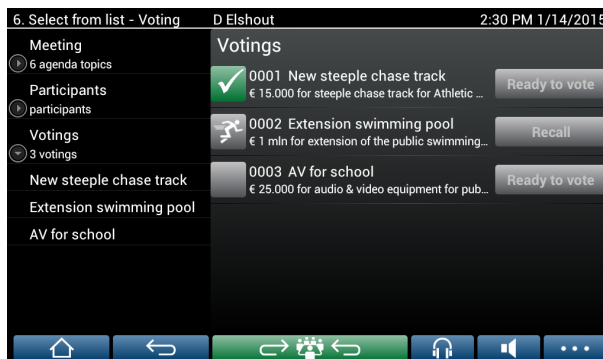 6. Select from list - Voting D Elshout 2:30 PM 1/14/2015
Meeting
6 agenda topics
Participants
participants
Votings
3 votings
New steeple chase track
Extension swimming pool
AV for school
Votings
0001 New steeple chase track
€ 15.000 for steeple chase track for Athletic ...
Ready to vote
0002 Extension swimming pool
€ 1 mln for extension of the public swimming...
Recall
0003 AV for school
€ 25.000 for audio & video equipment for pub...
Ready to vote